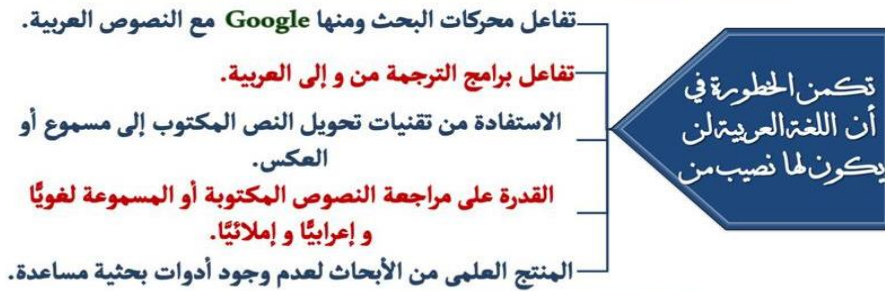 تكمن الخطورة في
أن اللغة العربية لن
يكون لها نصيب من
تفاعل محركات البحث ومنها Google مع النصوص العربية.
تفاعل برامج الترجمة من و إلى العربية.
الاستفادة من تقنيات تحويل النص المكتوب إلى مسموع أو
العكس.
القدرة على مراجعة النصوص المكتوبة أو المسموعة لغويًّا
و إعرابيًّا و إملائيًّا.
المنتج العلمى من الأبحاث لعدم وجود أدوات بحثية مساعدة.